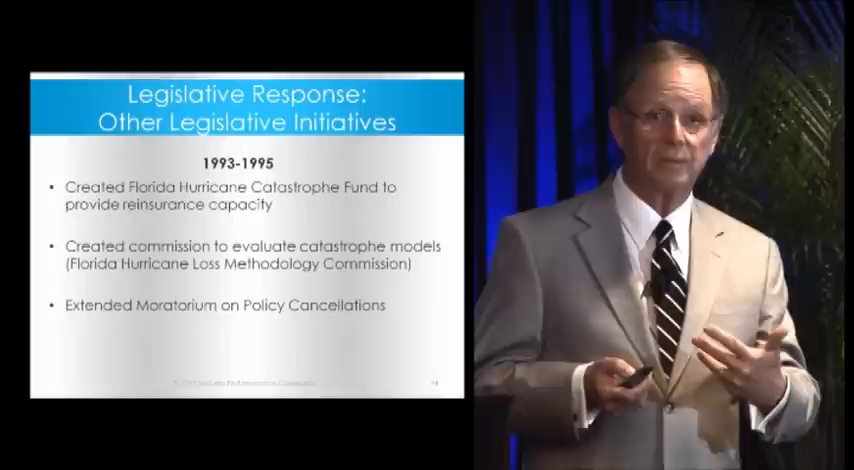 Legislative Response:
Other Legislative Initiatives
1993-1995
▪ Created Florida Hurricane Catastrophe Fund to
provide reinsurance capacity
▪ Created commission to evaluate catastrophe models
(Florida Hurricane Loss Methodology Commission)
▪ Extended Moratorium on Policy Cancellations